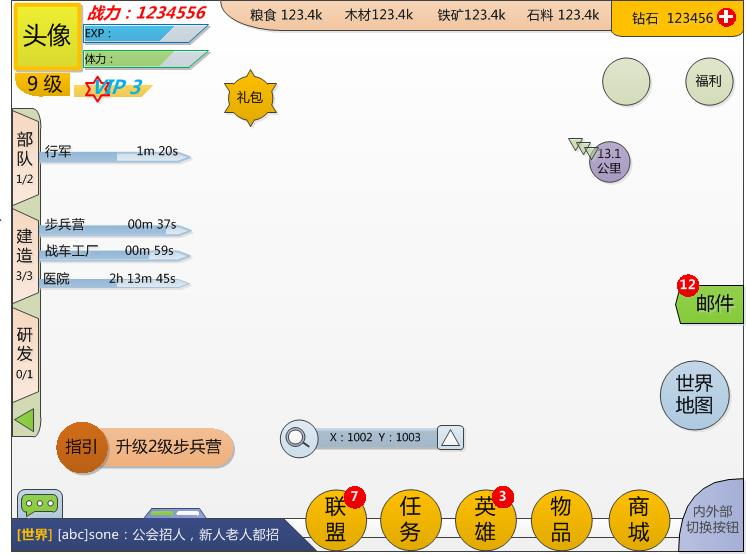 头像
战力：1234556
EXP：
体力：
9 级
VIP 3
粮食 123.4k 木材123.4k 铁矿123.4k 石料 123.4k 钻石 123456
礼包
福利
13.1
公里
部队
1/2
行军 1m 20s
建造
3/3
步兵营 00m 37s
战车工厂 00m 59s
医院 2h 13m 45s
研发
0/1
12
邮件
世界
地图
指引 升级2级步兵营
X：1002 Y：1003
联盟
7
任务
英雄
3
物品
商城
内外部
切换按钮
[世界] [abc]sone：公会招人，新人老人都招